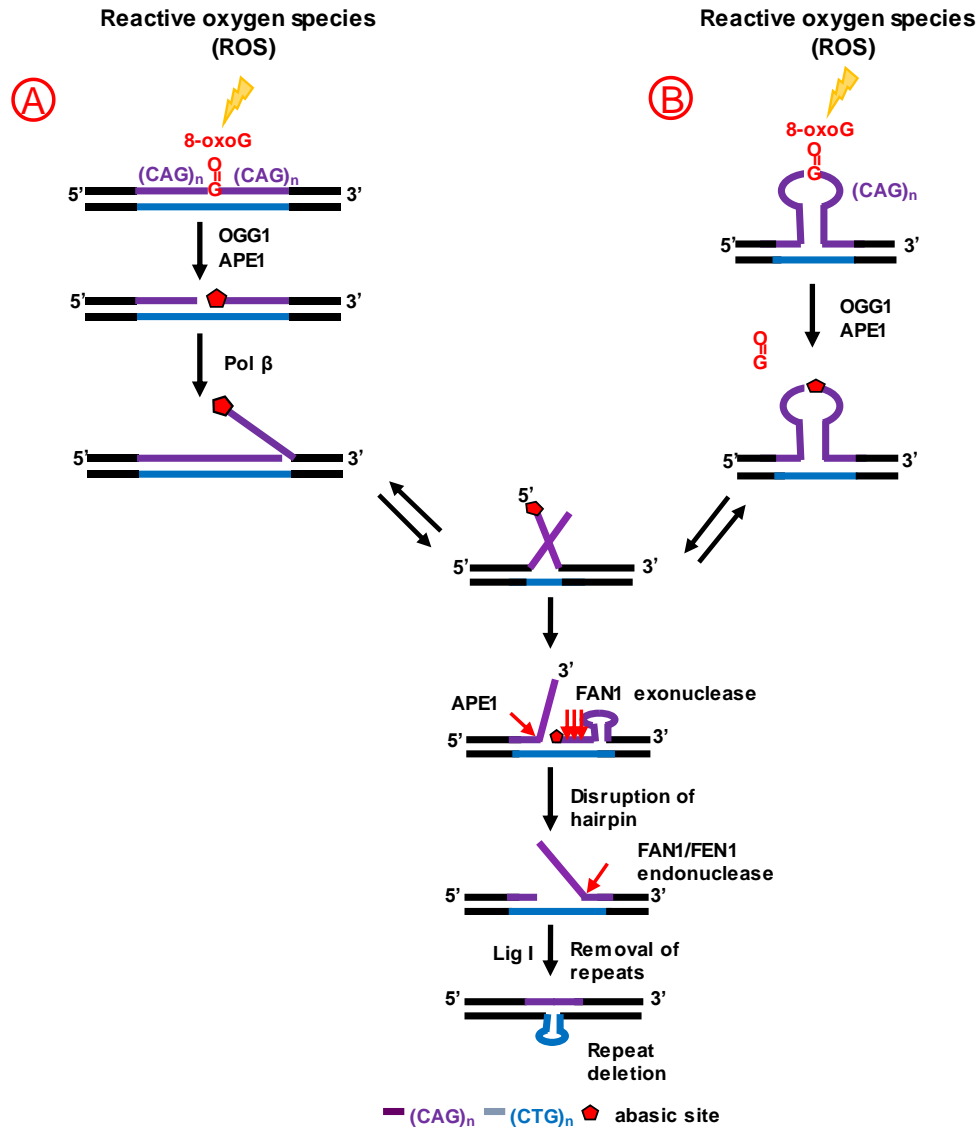 Reactive oxygen species
(ROS)
A
8-oxoG
O
G
(CAG)n (CAG)n
5’ 3’
OGG1
APE1
5’ 3’
Pol β
5’ 3’
Reactive oxygen species
(ROS)
B
8-oxoG
O
G
(CAG)n
5’ 3’
OGG1
APE1
O
G
5’ 3’
5’
5’ 3’
3’
APE1 FAN1 exonuclease
5’ 3’
Disruption of
hairpin
FAN1/FEN1
endonuclease
5’ 3’
Lig I
Removal of
repeats
5’ 3’
Repeat
deletion
(CAG)n (CTG)n abasic site